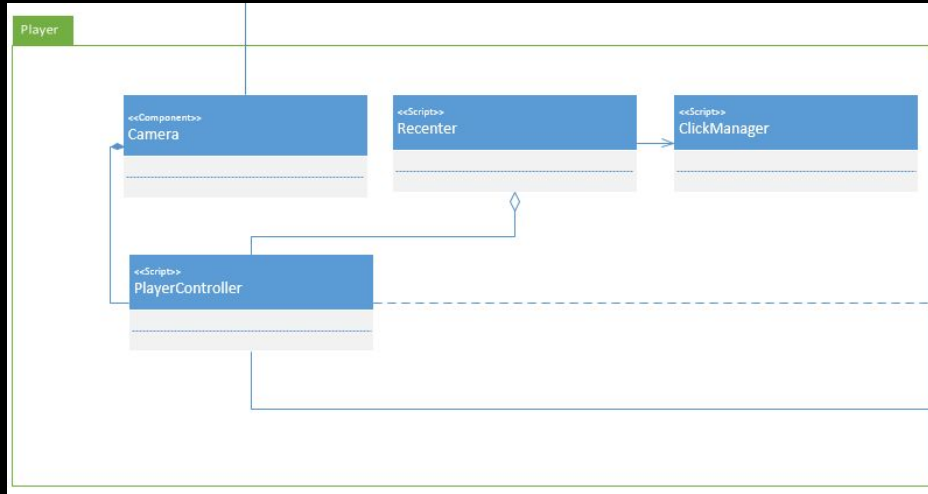 Player
<<Component>>
Camera
<<Script>>
Recenter
<<Script>>
ClickManager
<<Script>>
PlayerController